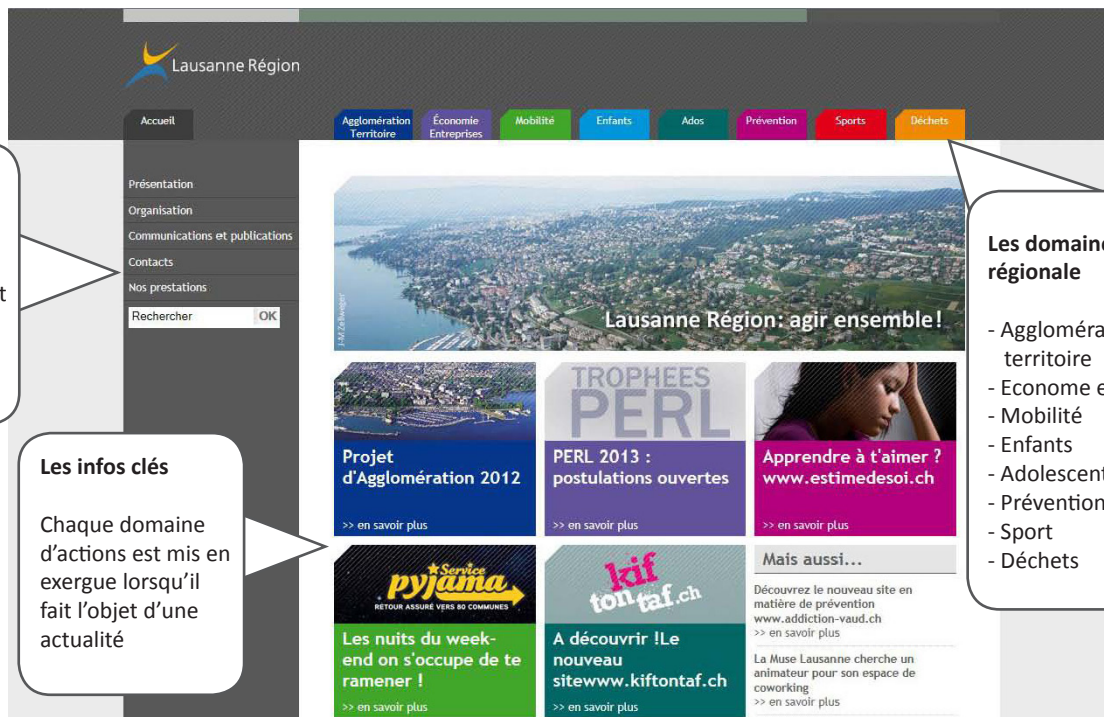 Lausanne Région
Accueil
Agglomération
Territoire
Économie
Entreprises
Mobilité
Enfants
Ados
Prévention
Sports
Déchets
Présentation
Organisation
Communications et publications
Contacts
Nos prestations
Rechercher OK
t
J-M Zellweger
Lausanne Région: agir ensemble!
Les domaine
régionale
- Aggloméra
territoire
- Econome e
- Mobilité
- Enfants
- Adolescent
- Prévention
- Sport
- Déchets
Les infos clés
Chaque domaine
d’actions est mis en
exergue lorsqu’il
fait l’objet d’une
actualité
Projet
d'Agglomération 2012
>> en savoir plus
TROPHEES
PERL
PERL 2013 :
postulations ouvertes
>> en savoir plus
Apprendre à t'aimer ?
www.estimedesoi.ch
>> en savoir plus
Service
pyjama
RETOUR ASSURÉ VERS 80 COMMUNES
Les nuits du week-
end on s'occupe de te
ramener !
>> en savoir plus
kif
tontaf.ch
A découvrir !Le
nouveau
sitewww.kiftontaf.ch
>> en savoir plus
Mais aussi...
Découvrez le nouveau site en
matière de prévention
www.addiction-vaud.ch
>> en savoir plus
La Muse Lausanne cherche un
animateur pour son espace de
coworking
>> en savoir plus